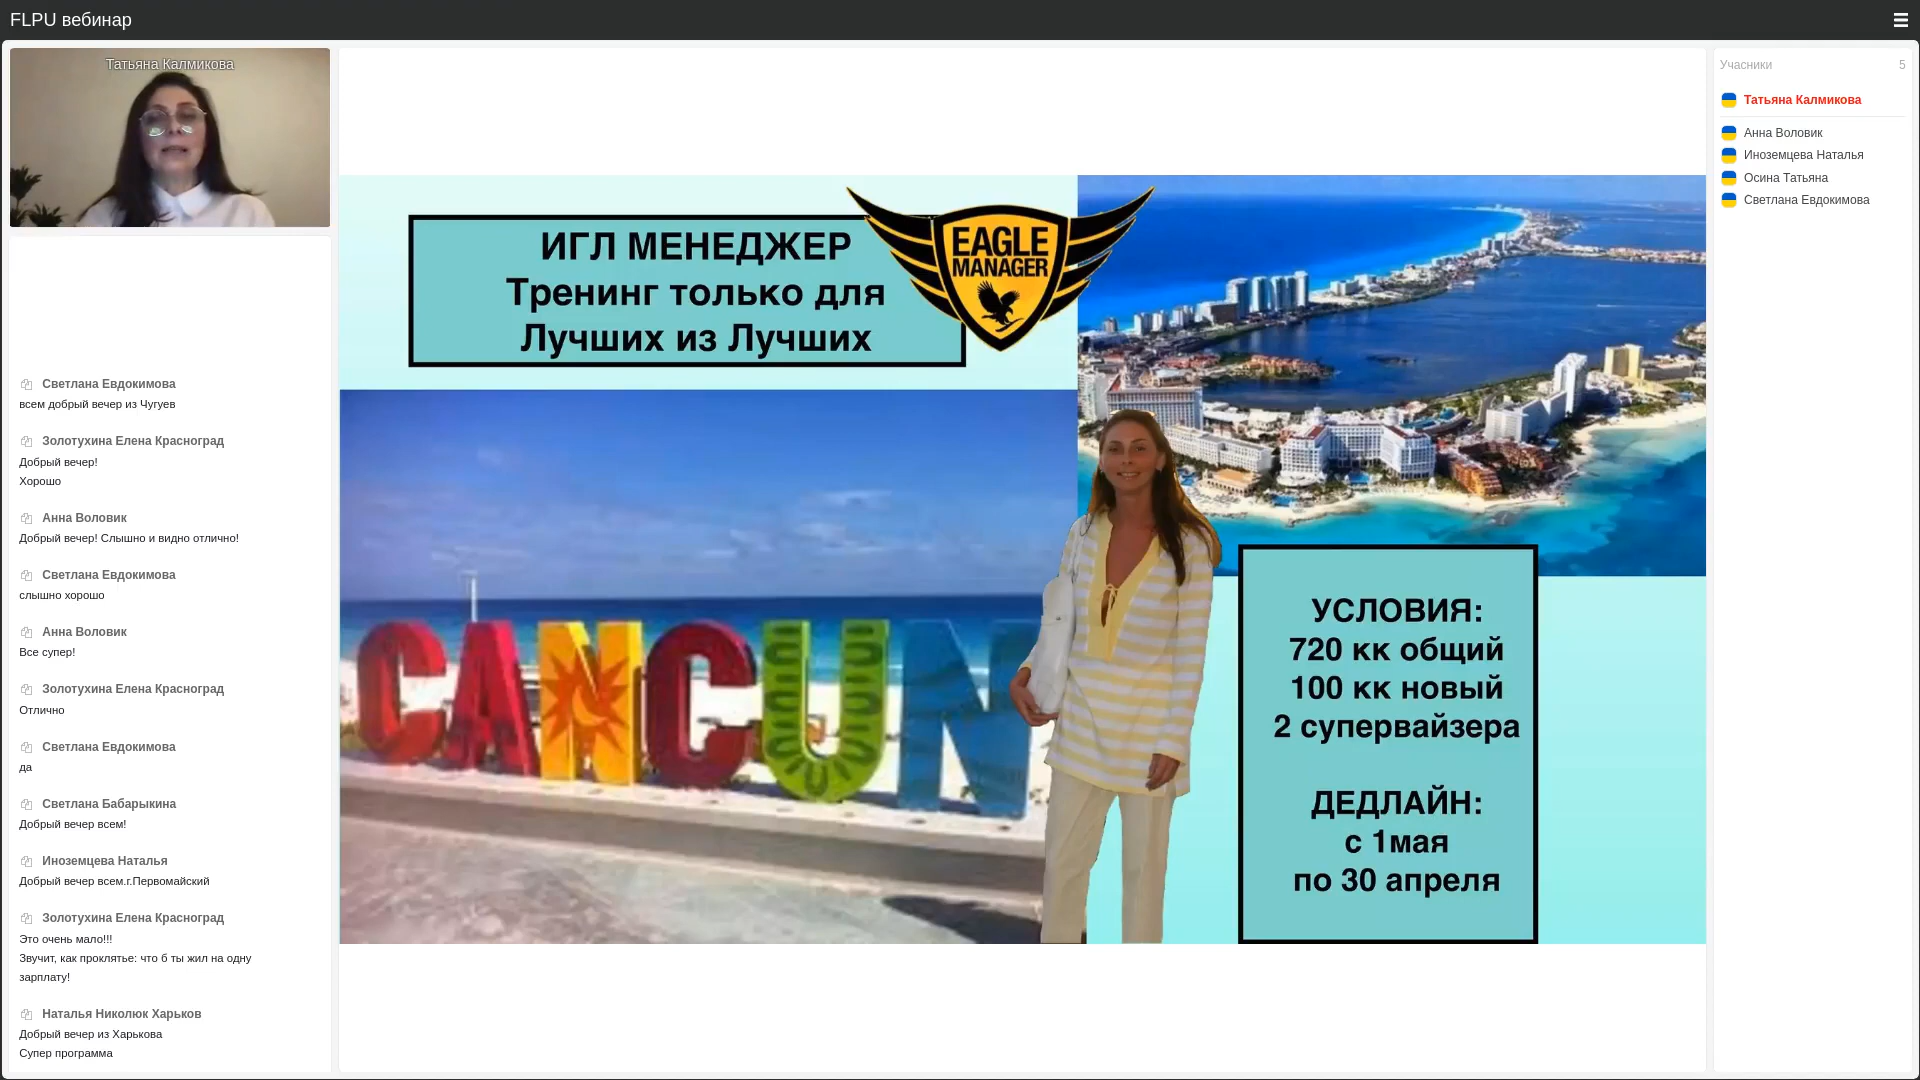 FLPU вебинар
Татьяна Калмикова
Светлана Евдокимова
всем добрый вечер из Чугуев
Золотухина Елена Красноград
Добрый вечер!
Хорошо
Анна Воловик
Добрый вечер! Слышно и видно отлично!
Светлана Евдокимова
слышно хорошо
Анна Воловик
Все супер!
Золотухина Елена Красноград
Отлично
Светлана Евдокимова
да
Светлана Бабарыкина
Добрый вечер всем!
Иноземцева Наталья
Добрый вечер всем.г.Первомайский
Золотухина Елена Красноград
Это очень мало!!!
Звучит, как проклятье: что б ты жил на одну
зарплату!
Наталья Николюк Харьков
Добрый вечер из Харькова
Супер программа
ИГЛ МЕНЕДЖЕР
Тренинг только для
Лучших из Лучших
EAGLE
MANAGER
CANCUN
УСЛОВИЯ:
720 кк общий
100 кк новый
2 супервайзера
ДЕДЛАЙН:
с 1мая
по 30 апреля
Учасники 5
Татьяна Калмикова
Анна Воловик
Иноземцева Наталья
Осина Татьяна
Светлана Евдокимова